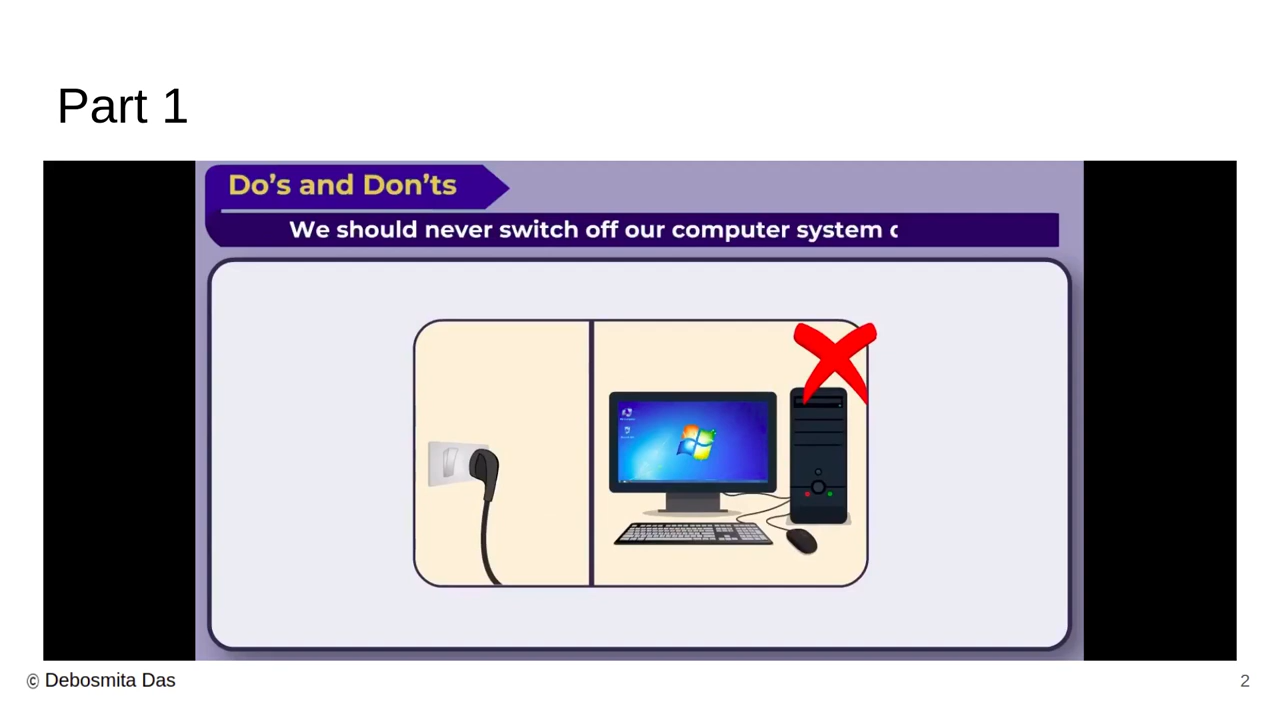 Part 1
Do's and Don'ts
We should never switch off our computer system
© Debosmita Das
2